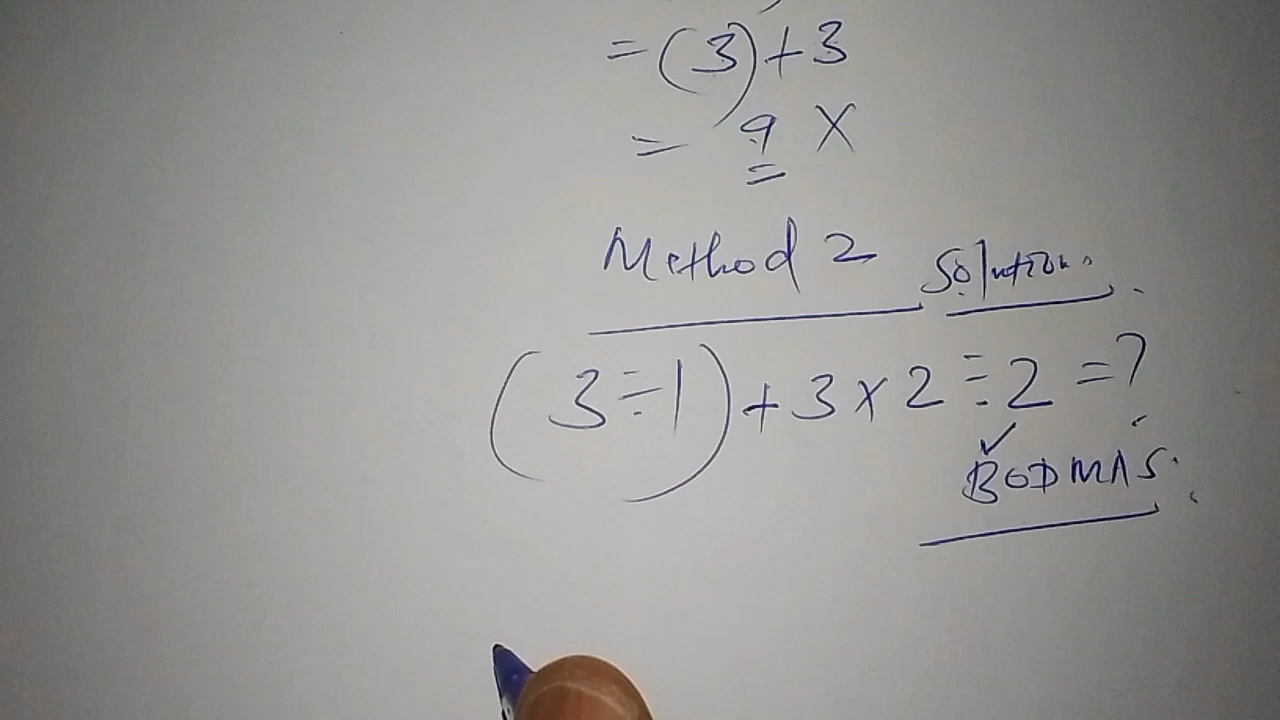 = (3) + 3
= 9 X
Method 2 Solution.
(3 ÷ 1) + 3 × 2 ÷ 2 = ?
✓
BODMAS.